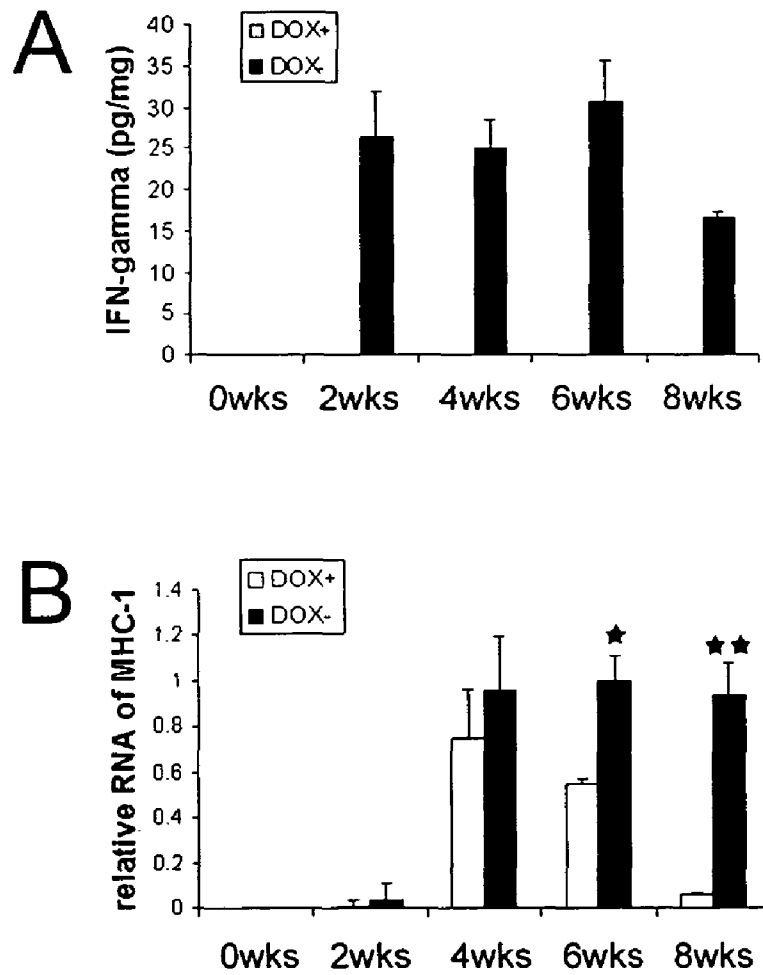 A
DOX+
DOX-
IFN-gamma (pg/mg)
40
35
30
25
20
15
10
5
0
0wks 2wks 4wks 6wks 8wks
B
DOX+
DOX-
relative RNA of MHC-1
1.4
1.2
1
0.8
0.6
0.4
0.2
0
★
★★
0wks 2wks 4wks 6wks 8wks